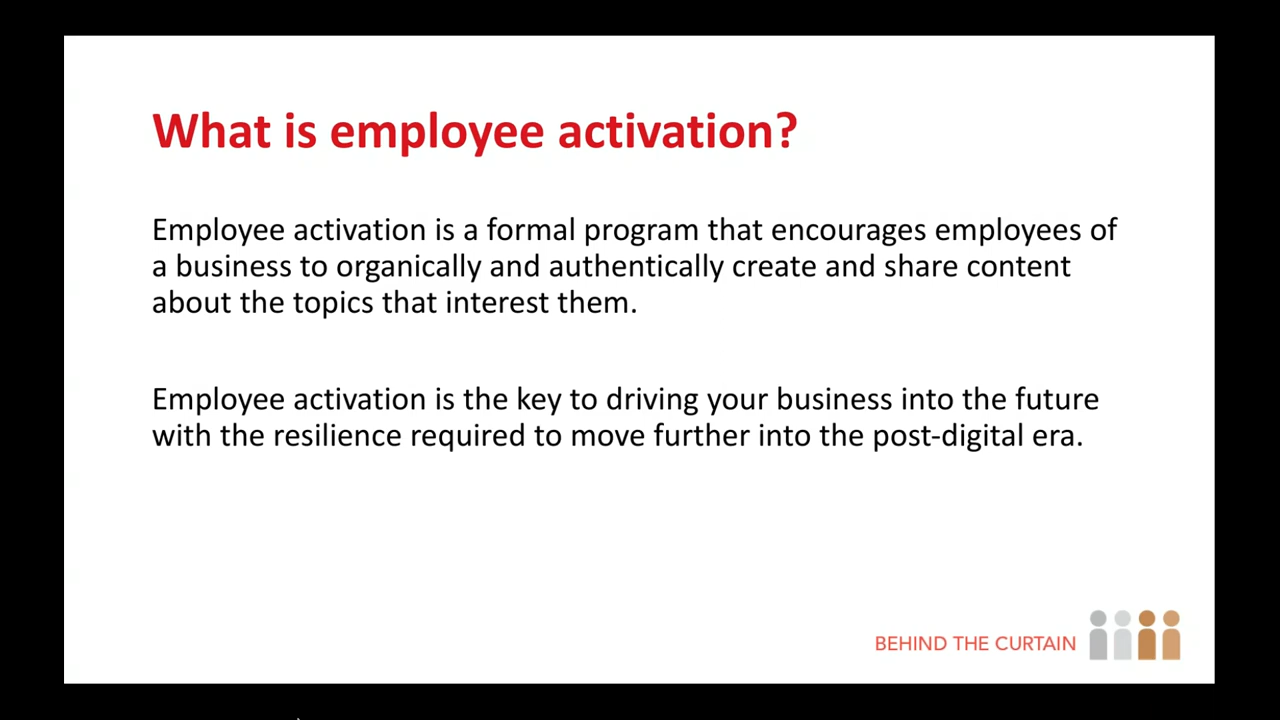 What is employee activation?
Employee activation is a formal program that encourages employees of
a business to organically and authentically create and share content
about the topics that interest them.
Employee activation is the key to driving your business into the future
with the resilience required to move further into the post-digital era.
BEHIND THE CURTAIN